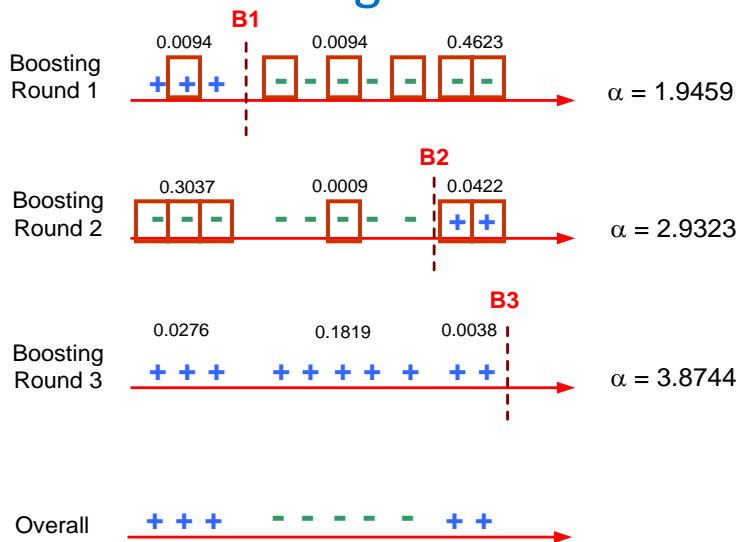 B1
0.0094 0.0094 0.4623
Boosting
Round 1
+ + + - - - - - - -
α = 1.9459
B2
0.3037 0.0009 0.0422
Boosting
Round 2
- - - - - - - - + +
α = 2.9323
B3
0.0276 0.1819 0.0038
Boosting
Round 3
+ + + + + + + + + +
α = 3.8744
Overall
+ + + - - - - - + +